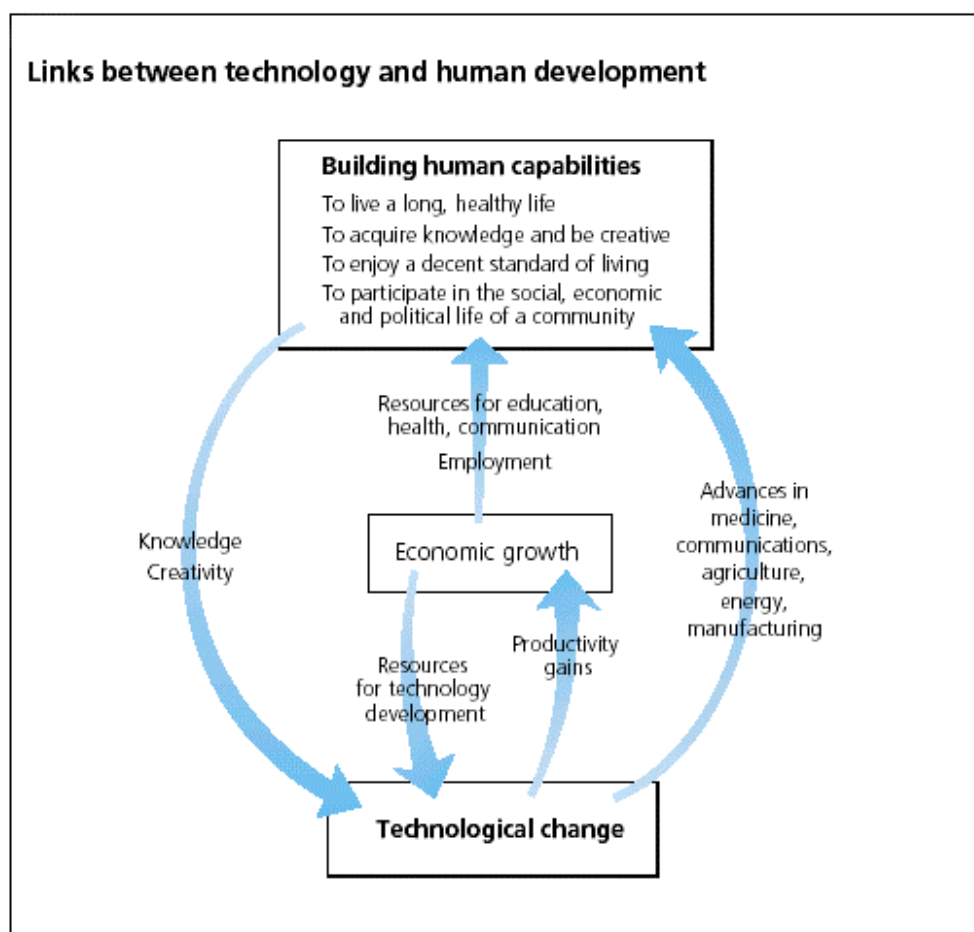 Links between technology and human development
Building human capabilities
To live a long, healthy life
To acquire knowledge and be creative
To enjoy a decent standard of living
To participate in the social, economic
and political life of a community
Resources for education,
health, communication
Employment
Advances in
medicine,
communications,
agriculture,
energy,
manufacturing
Knowledge
Creativity
Economic growth
Productivity
gains
Resources
for technology
development
Technological change